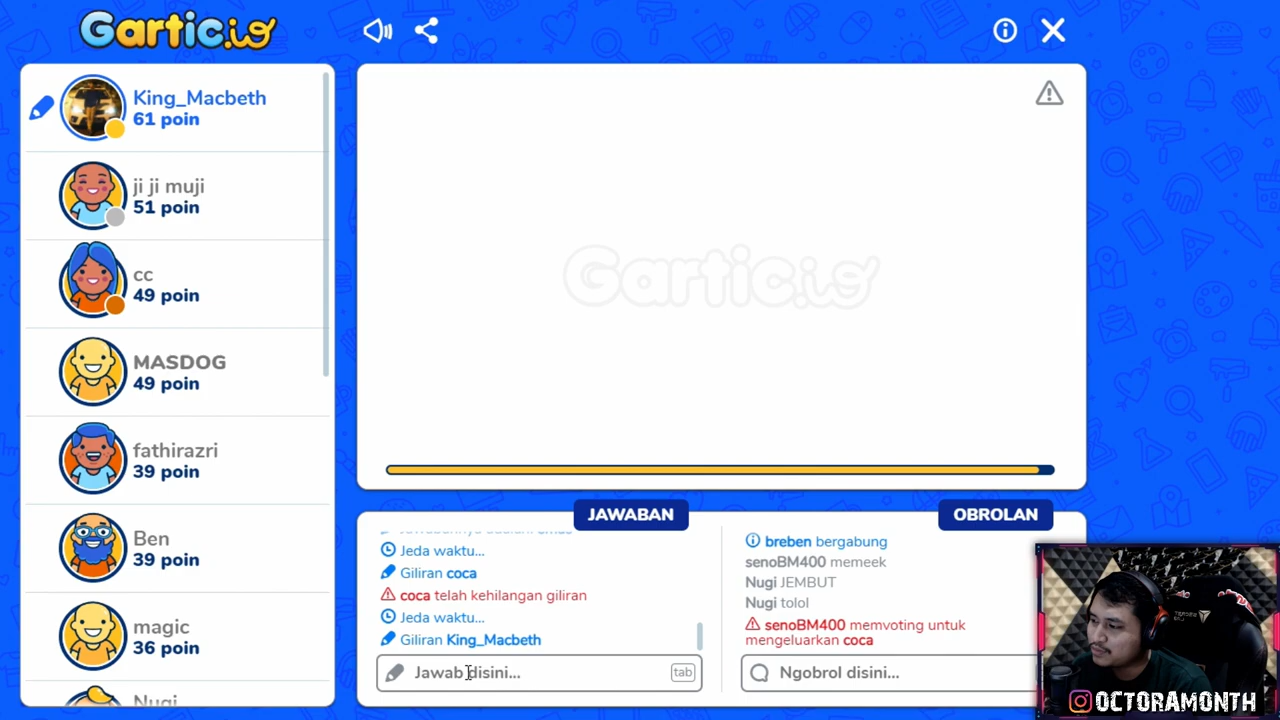 Gartic.io
King_Macbeth
61 poin
ji ji muji
51 poin
cc
49 poin
MASDOG
49 poin
fathirazri
39 poin
Ben
39 poin
magic
36 poin
Nugi
Gartic.io
JAWABAN
Jeda waktu...
Giliran coca
coca telah kehilangan giliran
Jeda waktu...
Giliran King_Macbeth
Jawab disini...
tab
OBROLAN
breben bergabung
senoBM400 memeek
Nugi JEMBUT
Nugi tolol
senoBM400 memvoting untuk
mengeluarkan coca
Ngobrol disini...
OCTORAMONTH